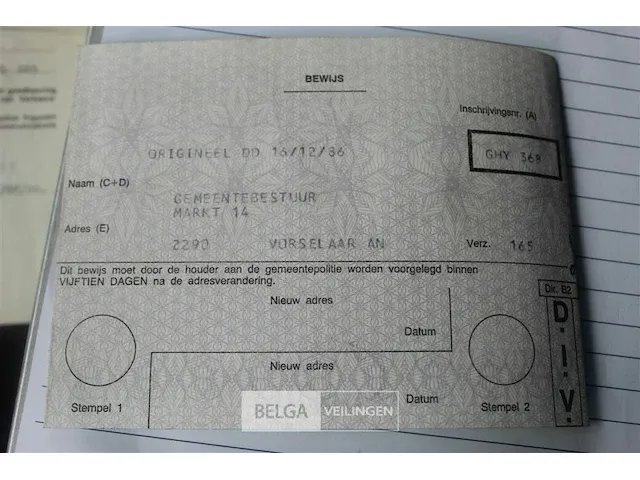 BEWIJS
Inschrijvingsnr. (A)
ORIGINEEL DD 16/12/86
GHY 368
Naam (C+D)
GEMEENTEBESTUUR
MARKT 14
Adres (E)
2290 VORSELAAR AN
Verz. 165
Dit bewijs moet door de houder aan de gemeentepolitie worden voorgelegd binnen
VIJFTIEN DAGEN na de adresverandering.
Dir. B2
Nieuw adres
D.I.V.
Datum
Nieuw adres
Datum
Stempel 1
Stempel 2
BELGA VEILINGEN